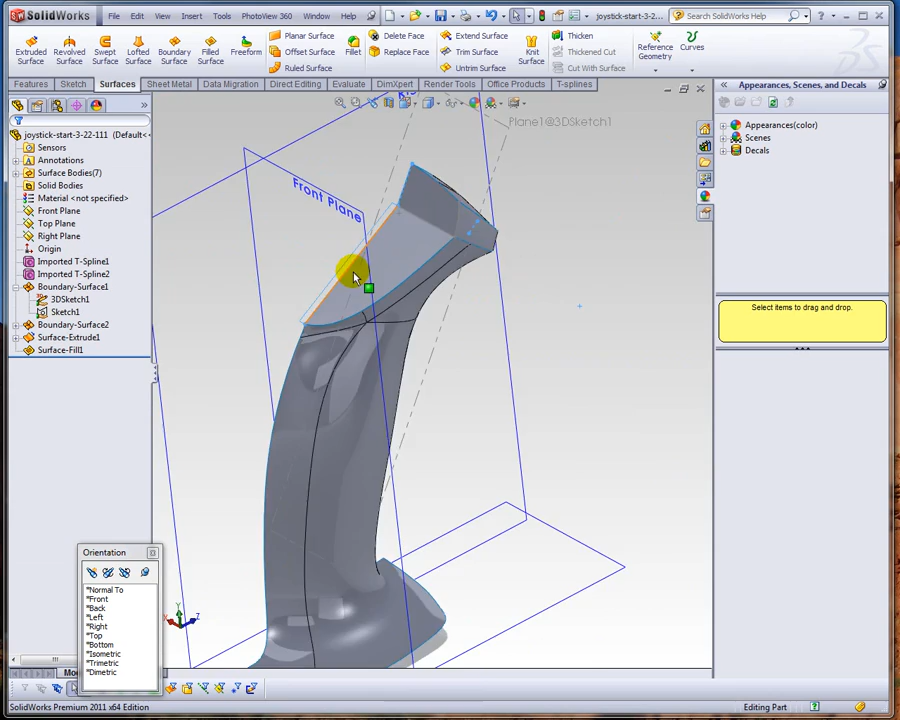 SolidWorks
File
Edit
View
Insert
Tools
PhotoView 360
Window
Help
joystick-start-3-2...
Search SolidWorks Help
Extruded Surface
Revolved Surface
Swept Surface
Lofted Surface
Boundary Surface
Filled Surface
Freeform
Planar Surface
Offset Surface
Ruled Surface
Fillet
Delete Face
Replace Face
Extend Surface
Trim Surface
Untrim Surface
Knit Surface
Thicken
Thickened Cut
Cut With Surface
Reference Geometry
Curves
Features
Sketch
Surfaces
Sheet Metal
Data Migration
Direct Editing
Evaluate
DimXpert
Render Tools
Office Products
T-splines
joystick-start-3-22-111 (Default<
Sensors
Annotations
Surface Bodies(7)
Solid Bodies
Material <not specified>
Front Plane
Top Plane
Right Plane
Origin
Imported T-Spline1
Imported T-Spline2
Boundary-Surface1
3DSketch1
Sketch1
Boundary-Surface2
Surface-Extrude1
Surface-Fill1
Plane1@3DSketch1
Front Plane
Y
X
Z
Appearances, Scenes, and Decals
Appearances(color)
Scenes
Decals
Select items to drag and drop.
Orientation
*Normal To
*Front
*Back
*Left
*Right
*Top
*Bottom
*Isometric
*Trimetric
*Dimetric
SolidWorks Premium 2011 x64 Edition
Editing Part